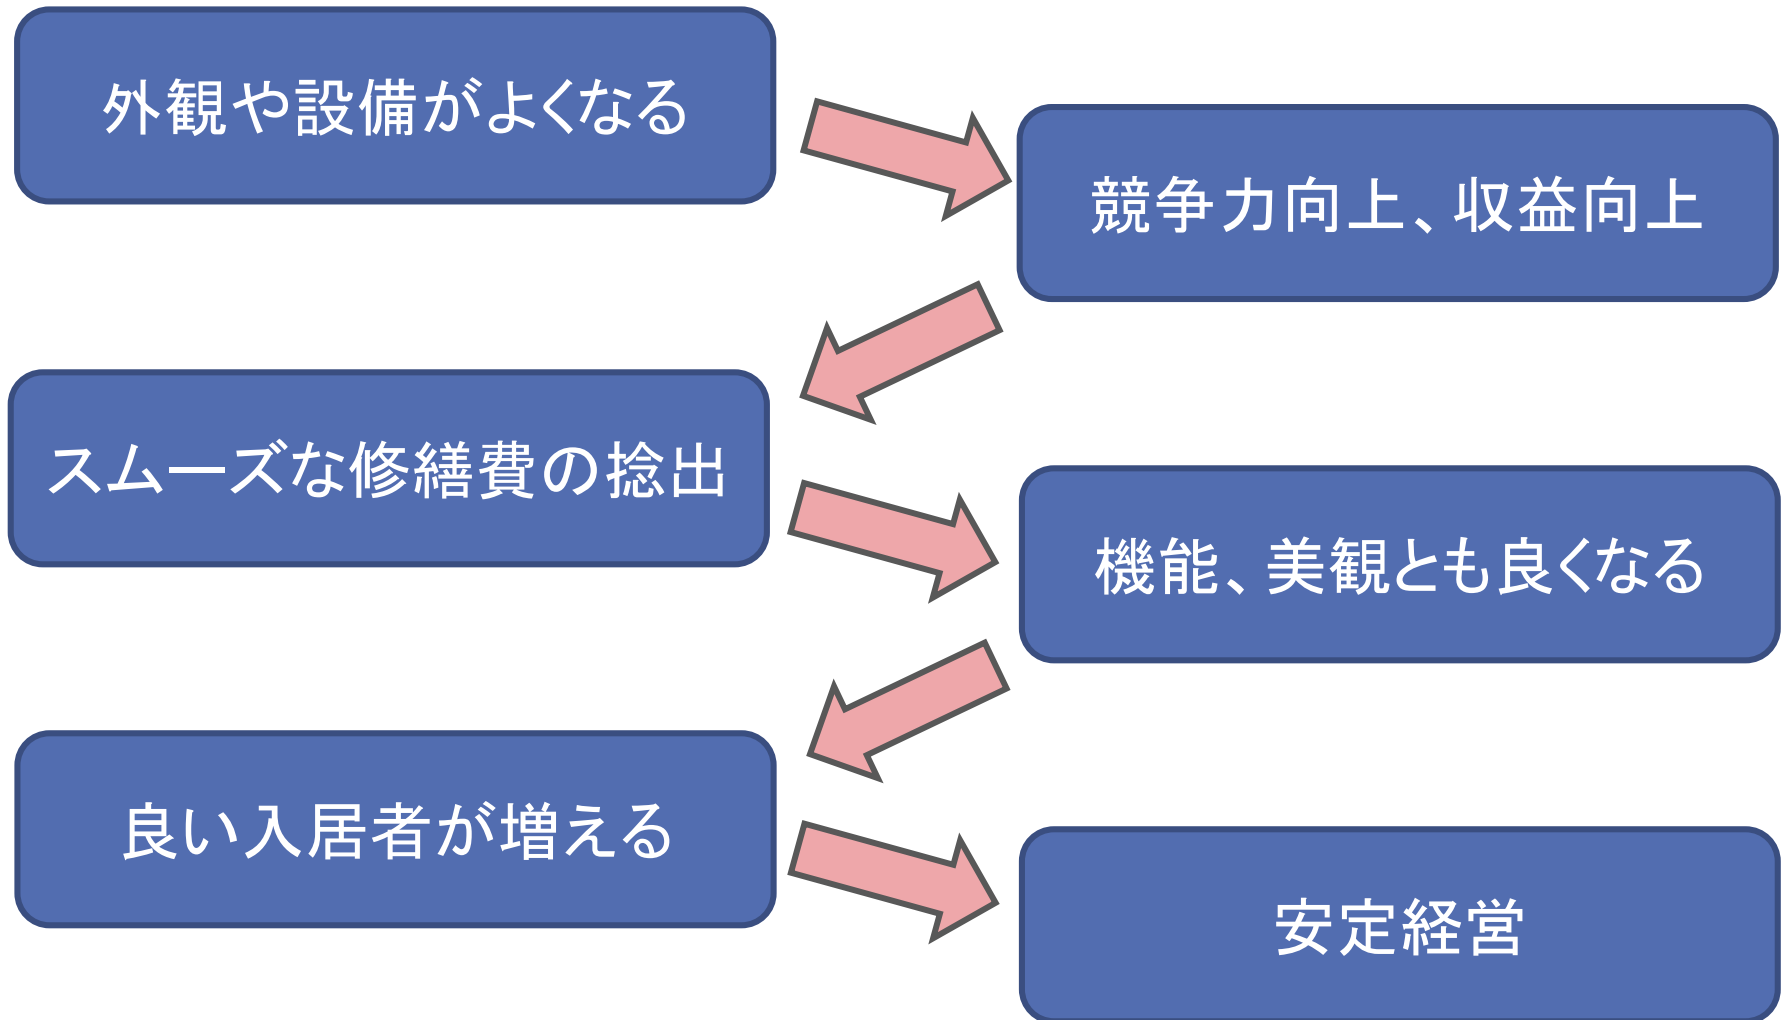 外観や設備がよくなる
競争力向上、収益向上
スムーズな修繕費の捻出
機能、美観とも良くなる
良い入居者が増える
安定経営